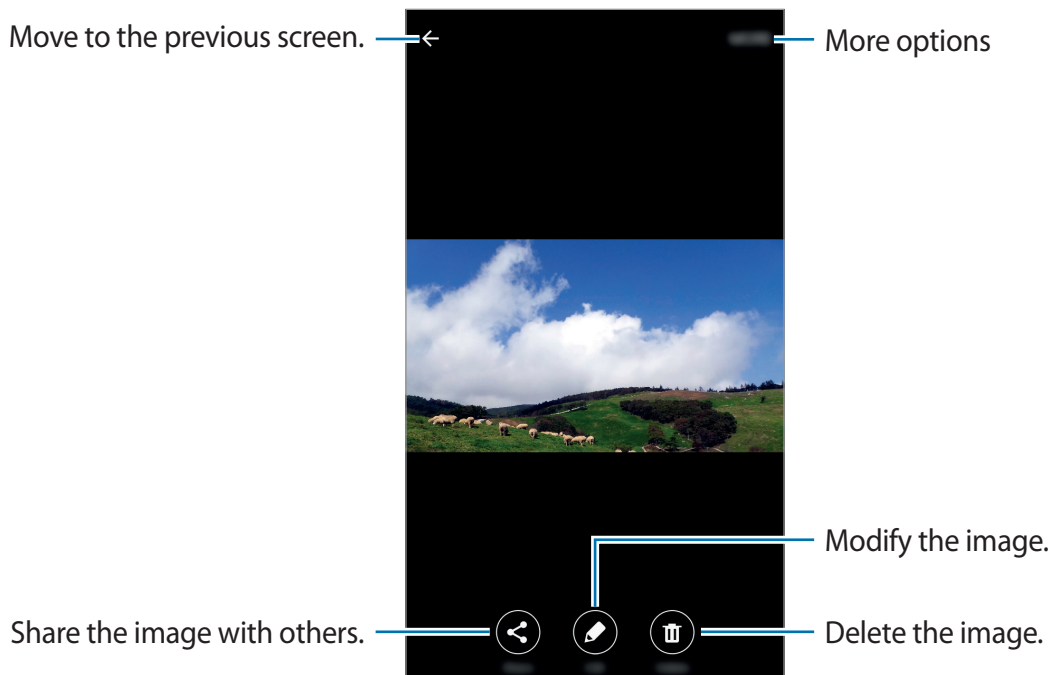 Move to the previous screen.
More options
Modify the image.
Share the image with others.
Delete the image.